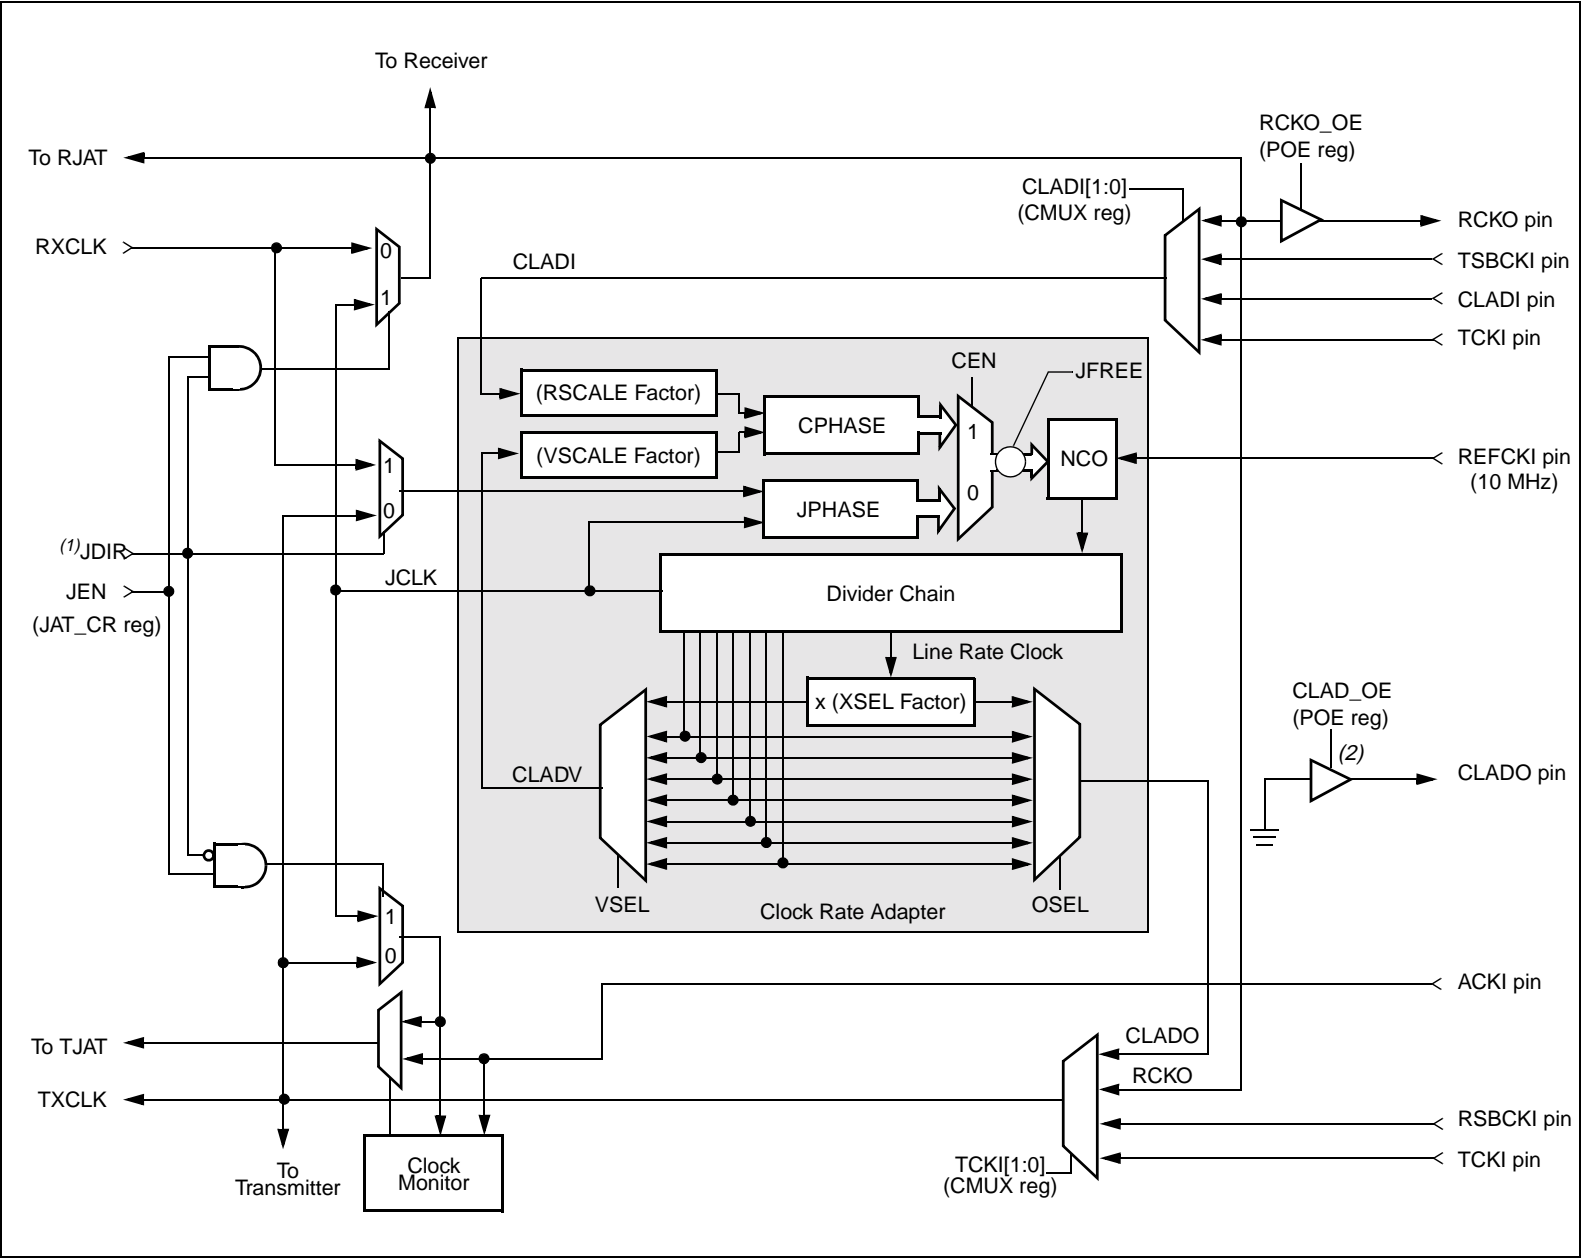 To Receiver
RCKO_OE
(POE reg)
To RJAT
CLADI[1:0]
(CMUX reg)
RCKO pin
RXCLK
0
1
CLADI
TSBCKI pin
CLADI pin
TCKI pin
CEN
JFREE
(RSCALE Factor)
CPHASE
1
(VSCALE Factor)
NCO
REFCKI pin
(10 MHz)
1
0
0
JPHASE
(1)JDIR
JEN
(JAT_CR reg)
JCLK
Divider Chain
Line Rate Clock
x (XSEL Factor)
CLAD_OE
(POE reg)
(2)
CLADV
CLADO pin
VSEL
OSEL
Clock Rate Adapter
1
0
ACKI pin
To TJAT
CLADO
RCKO
TXCLK
RSBCKI pin
To
Transmitter
Clock
Monitor
TCKI[1:0]
(CMUX reg)
TCKI pin